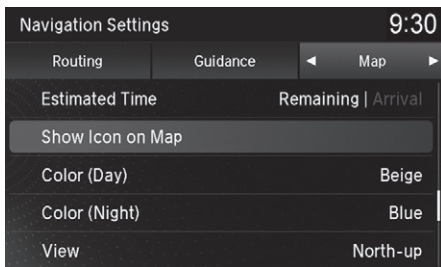 Navigation Settings 9:30
Routing Guidance Map
Estimated Time Remaining | Arrival
Show Icon on Map
Color (Day) Beige
Color (Night) Blue
View North-up